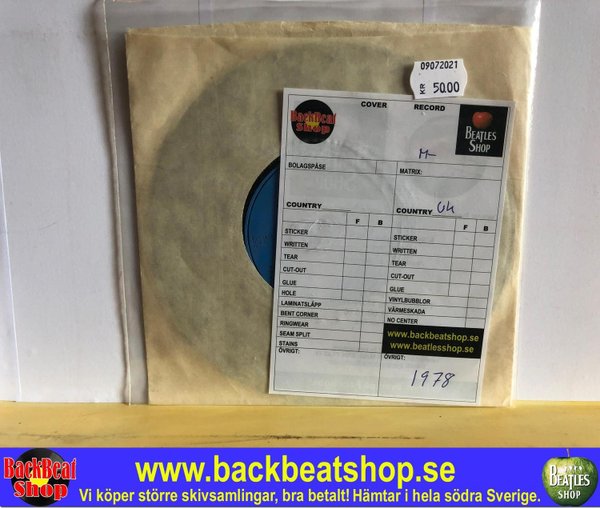 09072021
KR 50.00
BackBeat
Shop
COVER
RECORD
BEATLES
SHOP
M-
BOLAGSPÅSE
MATRIX:
COUNTRY
COUNTRY UK
F B
F B
STICKER
WRITTEN
TEAR
CUT-OUT
GLUE
HOLE
LAMINATSLÄPP
BENT CORNER
RINGWEAR
SEAM SPLIT
STAINS
ÖVRIGT:
STICKER
WRITTEN
TEAR
CUT-OUT
GLUE
VINYLBUBBLOR
VÄRMESKADA
NO CENTER
www.backbeatshop.se
www.beatlesshop.se
ÖVRIGT:
1978
BackBeat
Shop
www.backbeatshop.se
Vi köper större skivsamlingar, bra betalt! Hämtar i hela södra Sverige.
BEATLES
SHOP